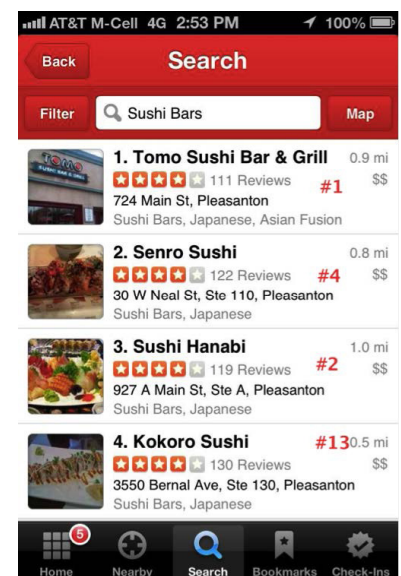 AT&T M-Cell 4G 2:53 PM 100%
Back Search
Filter Sushi Bars Map
TOMO
SUSHI BAR & GRILL
1. Tomo Sushi Bar & Grill 0.9 mi
111 Reviews #1 $$
724 Main St, Pleasanton
Sushi Bars, Japanese, Asian Fusion
2. Senro Sushi 0.8 mi
122 Reviews #4 $$
30 W Neal St, Ste 110, Pleasanton
Sushi Bars, Japanese
3. Sushi Hanabi 1.0 mi
119 Reviews #2 $$
927 A Main St, Ste A, Pleasanton
Sushi Bars, Japanese
4. Kokoro Sushi #13 0.5 mi
130 Reviews $$
3550 Bernal Ave, Ste 130, Pleasanton
Sushi Bars, Japanese
5
Home Nearby Search Bookmarks Check-Ins